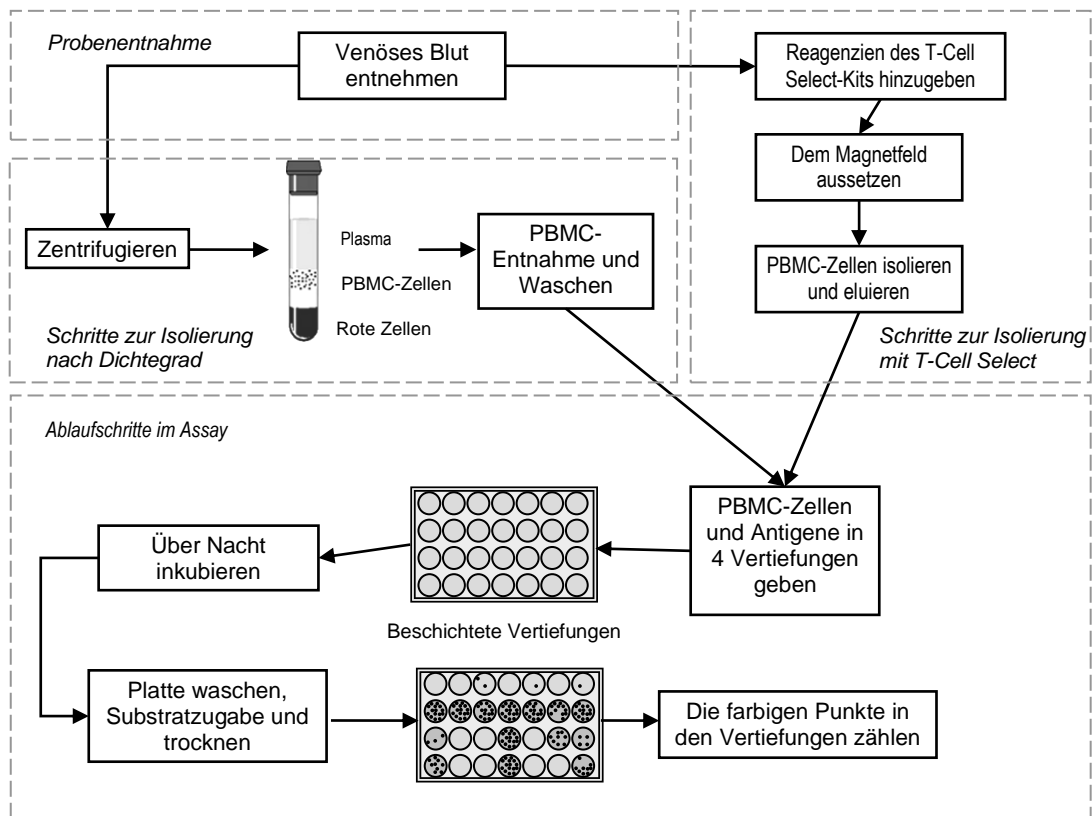 Probenentnahme
Venöses Blut
entnehmen
Reagenzien des T-Cell
Select-Kits hinzugeben
Dem Magnetfeld
aussetzen
PBMC-Zellen isolieren
und eluieren
Schritte zur Isolierung
mit T-Cell Select
Zentrifugieren
Plasma
PBMC-Zellen
Rote Zellen
PBMC-
Entnahme und
Waschen
Schritte zur Isolierung
nach Dichtegrad
Ablaufschritte im Assay
PBMC-Zellen
und Antigene in
4 Vertiefungen
geben
Beschichtete Vertiefungen
Über Nacht
inkubieren
Platte waschen,
Substratzugabe und
trocknen
Die farbigen Punkte in
den Vertiefungen zählen